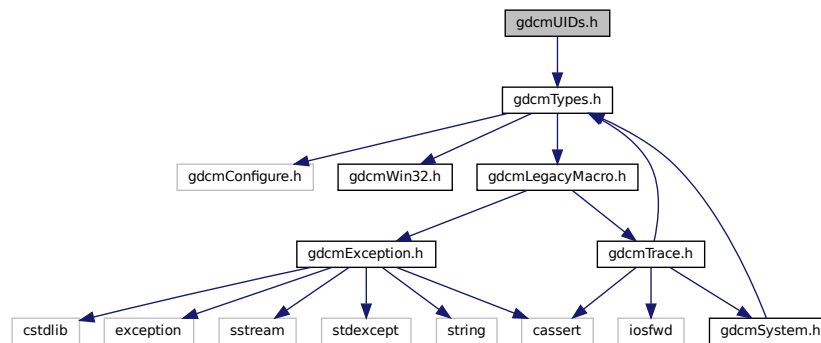 gdcmUIDs.h
gdcmTypes.h
gdcmConfigure.h
gdcmWin32.h
gdcmLegacyMacro.h
gdcmException.h
gdcmTrace.h
cstdlib
exception
sstream
stdexcept
string
cassert
iosfwd
gdcmSystem.h